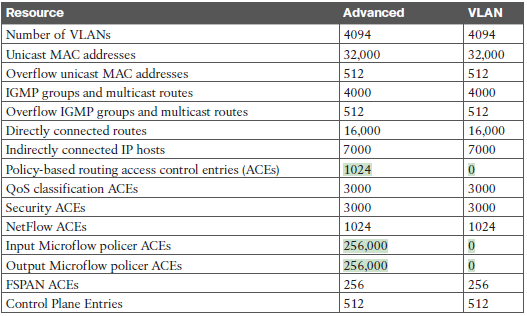 Resource Advanced VLAN
Number of VLANs 4094 4094
Unicast MAC addresses 32,000 32,000
Overflow unicast MAC addresses 512 512
IGMP groups and multicast routes 4000 4000
Overflow IGMP groups and multicast routes 512 512
Directly connected routes 16,000 16,000
Indirectly connected IP hosts 7000 7000
Policy-based routing access control entries (ACEs) 1024 0
QoS classification ACEs 3000 3000
Security ACEs 3000 3000
NetFlow ACEs 1024 1024
Input Microflow policer ACEs 256,000 0
Output Microflow policer ACEs 256,000 0
FSPAN ACEs 256 256
Control Plane Entries 512 512